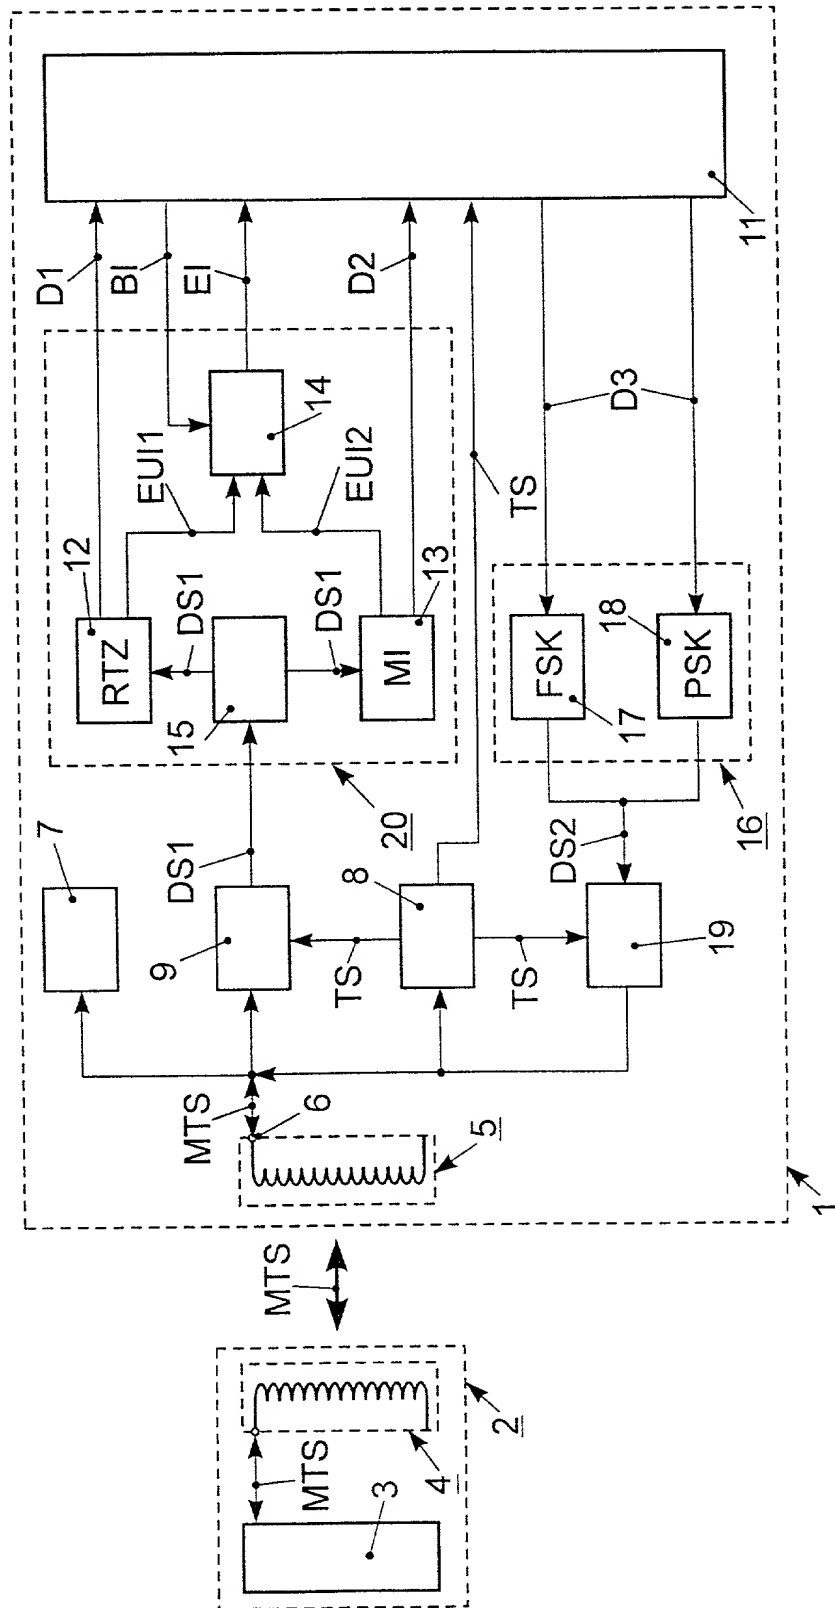 D1
BI
EI
D2
11
12
EUI1
14
EUI2
TS
D3
RTZ
DS1
15
DS1
MI
13
FSK
17
18
PSK
20
16
7
DS1
9
8
TS
TS
DS2
19
MTS
6
5
1
MTS
2
MTS
4
3